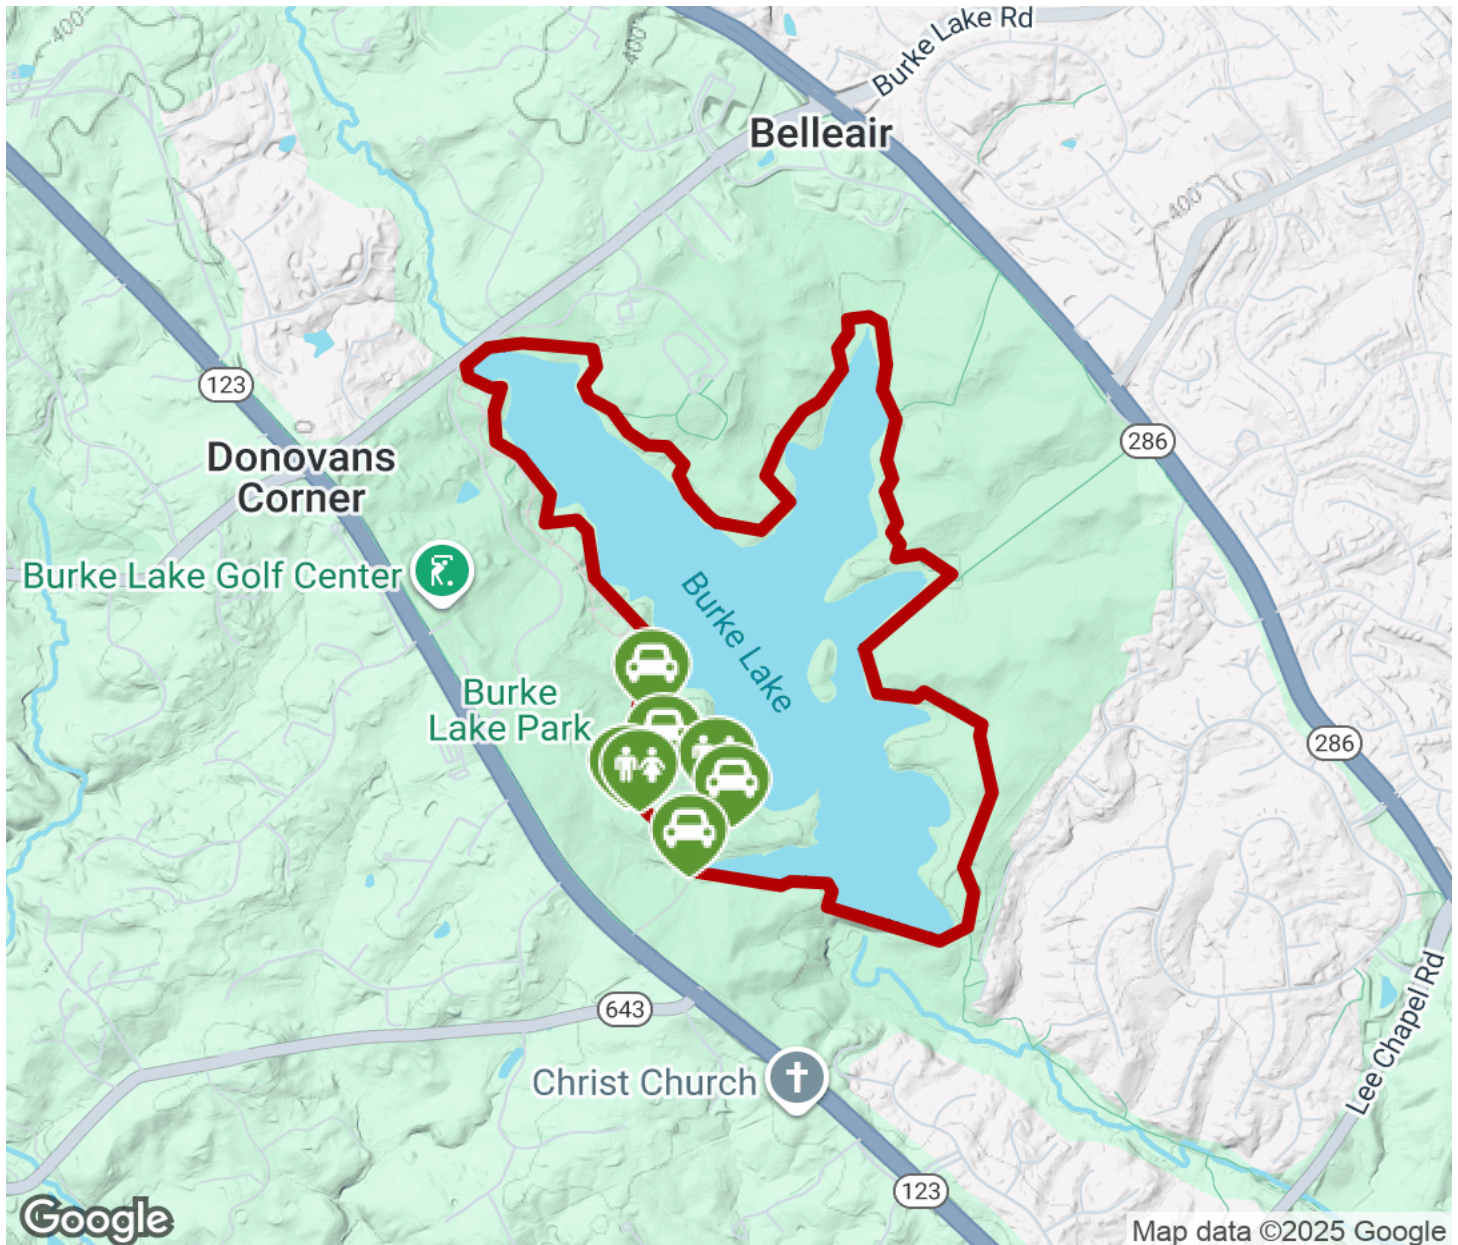 400'
400'
Burke Lake Rd
Belleair
400'
123
Donovans
Corner
286
Burke Lake Golf Center
Burke Lake
Burke
Lake Park
286
643
Christ Church
Lee Chapel Rd
123
Google
Map data ©2025 Google